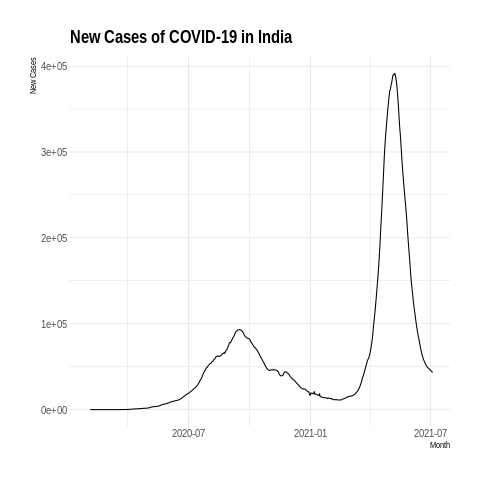 New Cases of COVID-19 in India
New Cases
4e+05
3e+05
2e+05
1e+05
0e+00
2020-07 2021-01 2021-07
Month